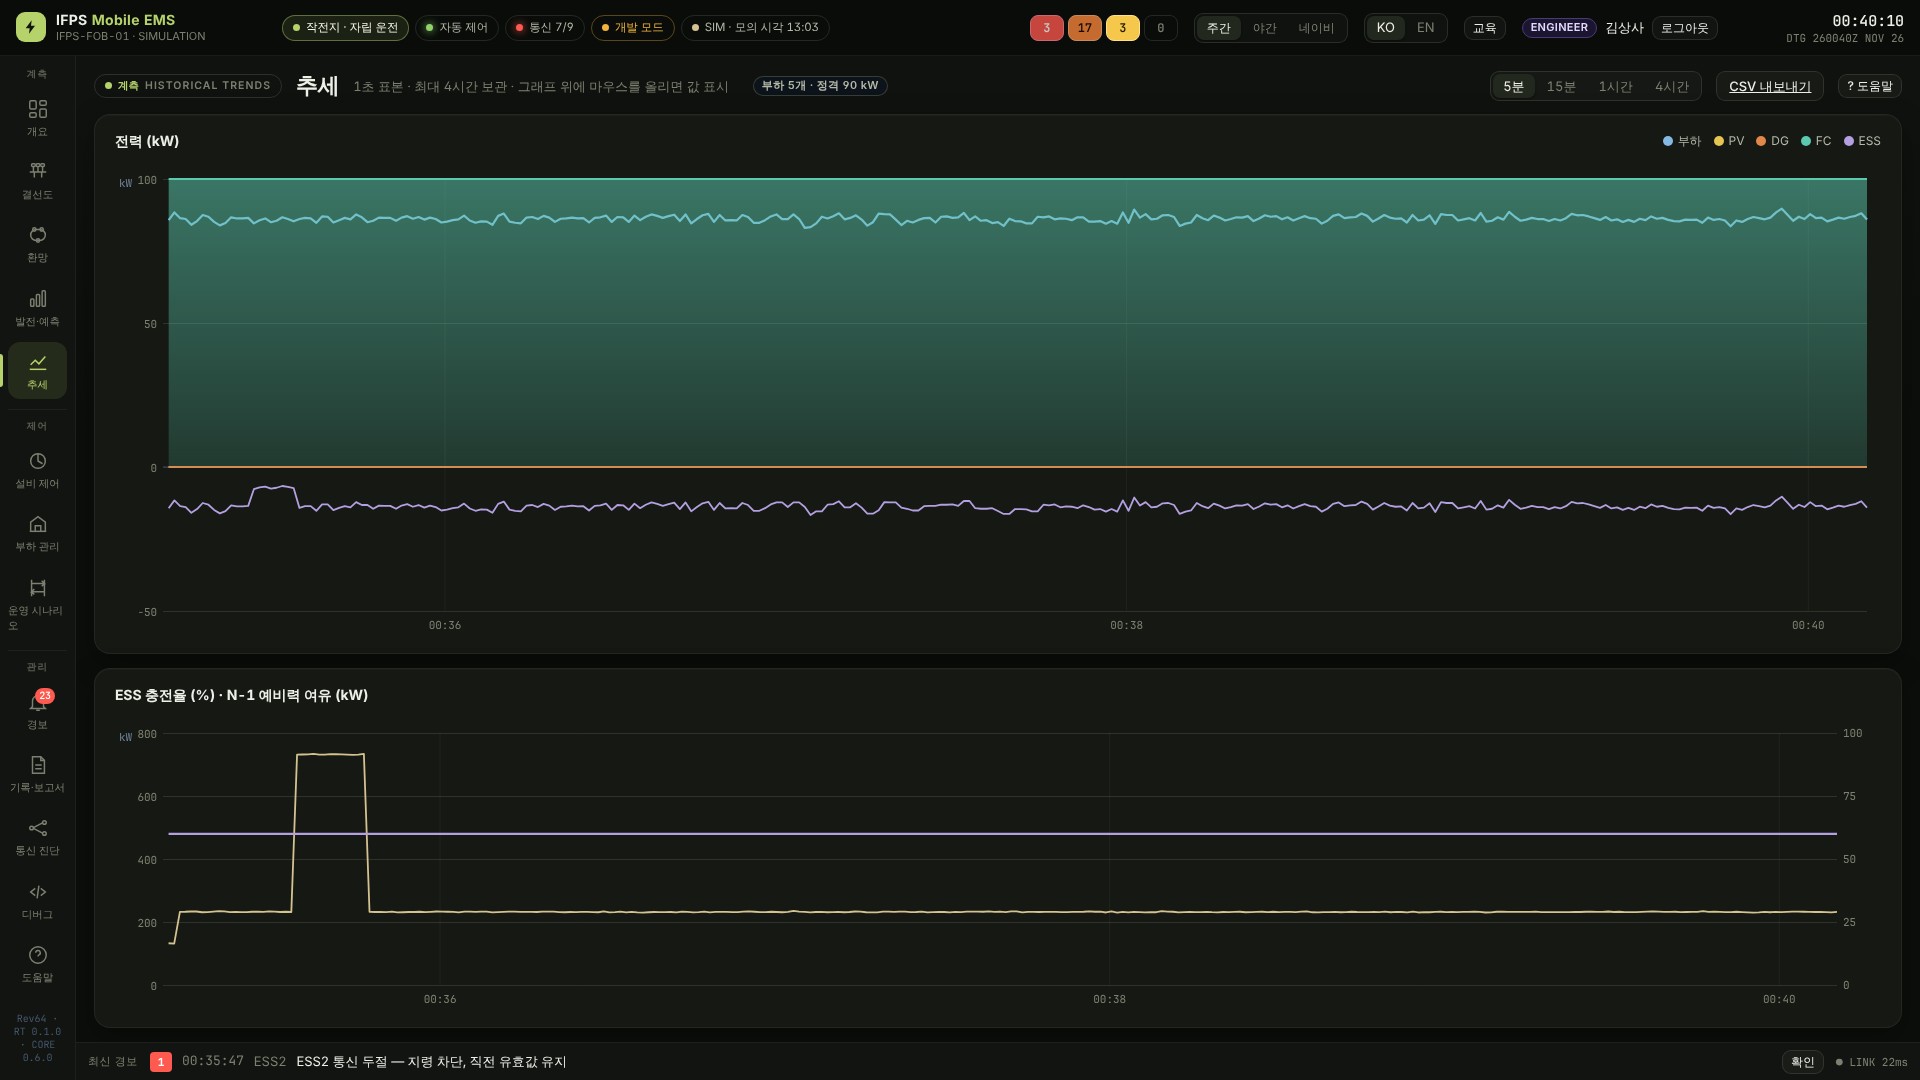 IFPS Mobile EMS
IFPS-FOB-01 · SIMULATION
작전지 · 자립 운전
자동 제어
통신 7/9
개발 모드
SIM · 모의 시각 13:03
3
17
3
0
주간
야간
네이비
KO
EN
교육
ENGINEER
김상사
로그아웃
00:40:10
DTG 260040Z NOV 26
계측
개요
결선도
환망
발전·예측
추세
제어
설비 제어
부하 관리
운영 시나리
오
관리
23
경보
기록·보고서
통신 진단
디버그
도움말
Rev64 ·
RT 0.1.0
· CORE
0.6.0
계측 HISTORICAL TRENDS
추세
1초 표본 · 최대 4시간 보관 · 그래프 위에 마우스를 올리면 값 표시
부하 5개 · 정격 90 kW
5분
15분
1시간
4시간
CSV 내보내기
? 도움말
전력 (kW)
부하
PV
DG
FC
ESS
kW
100
50
0
-50
00:36
00:38
00:40
ESS 충전율 (%) · N-1 예비력 여유 (kW)
kW
800
600
400
200
0
100
75
50
25
0
00:36
00:38
00:40
최신 경보
1
00:35:47
ESS2
ESS2 통신 두절 — 지령 차단, 직전 유효값 유지
확인
LINK 22ms